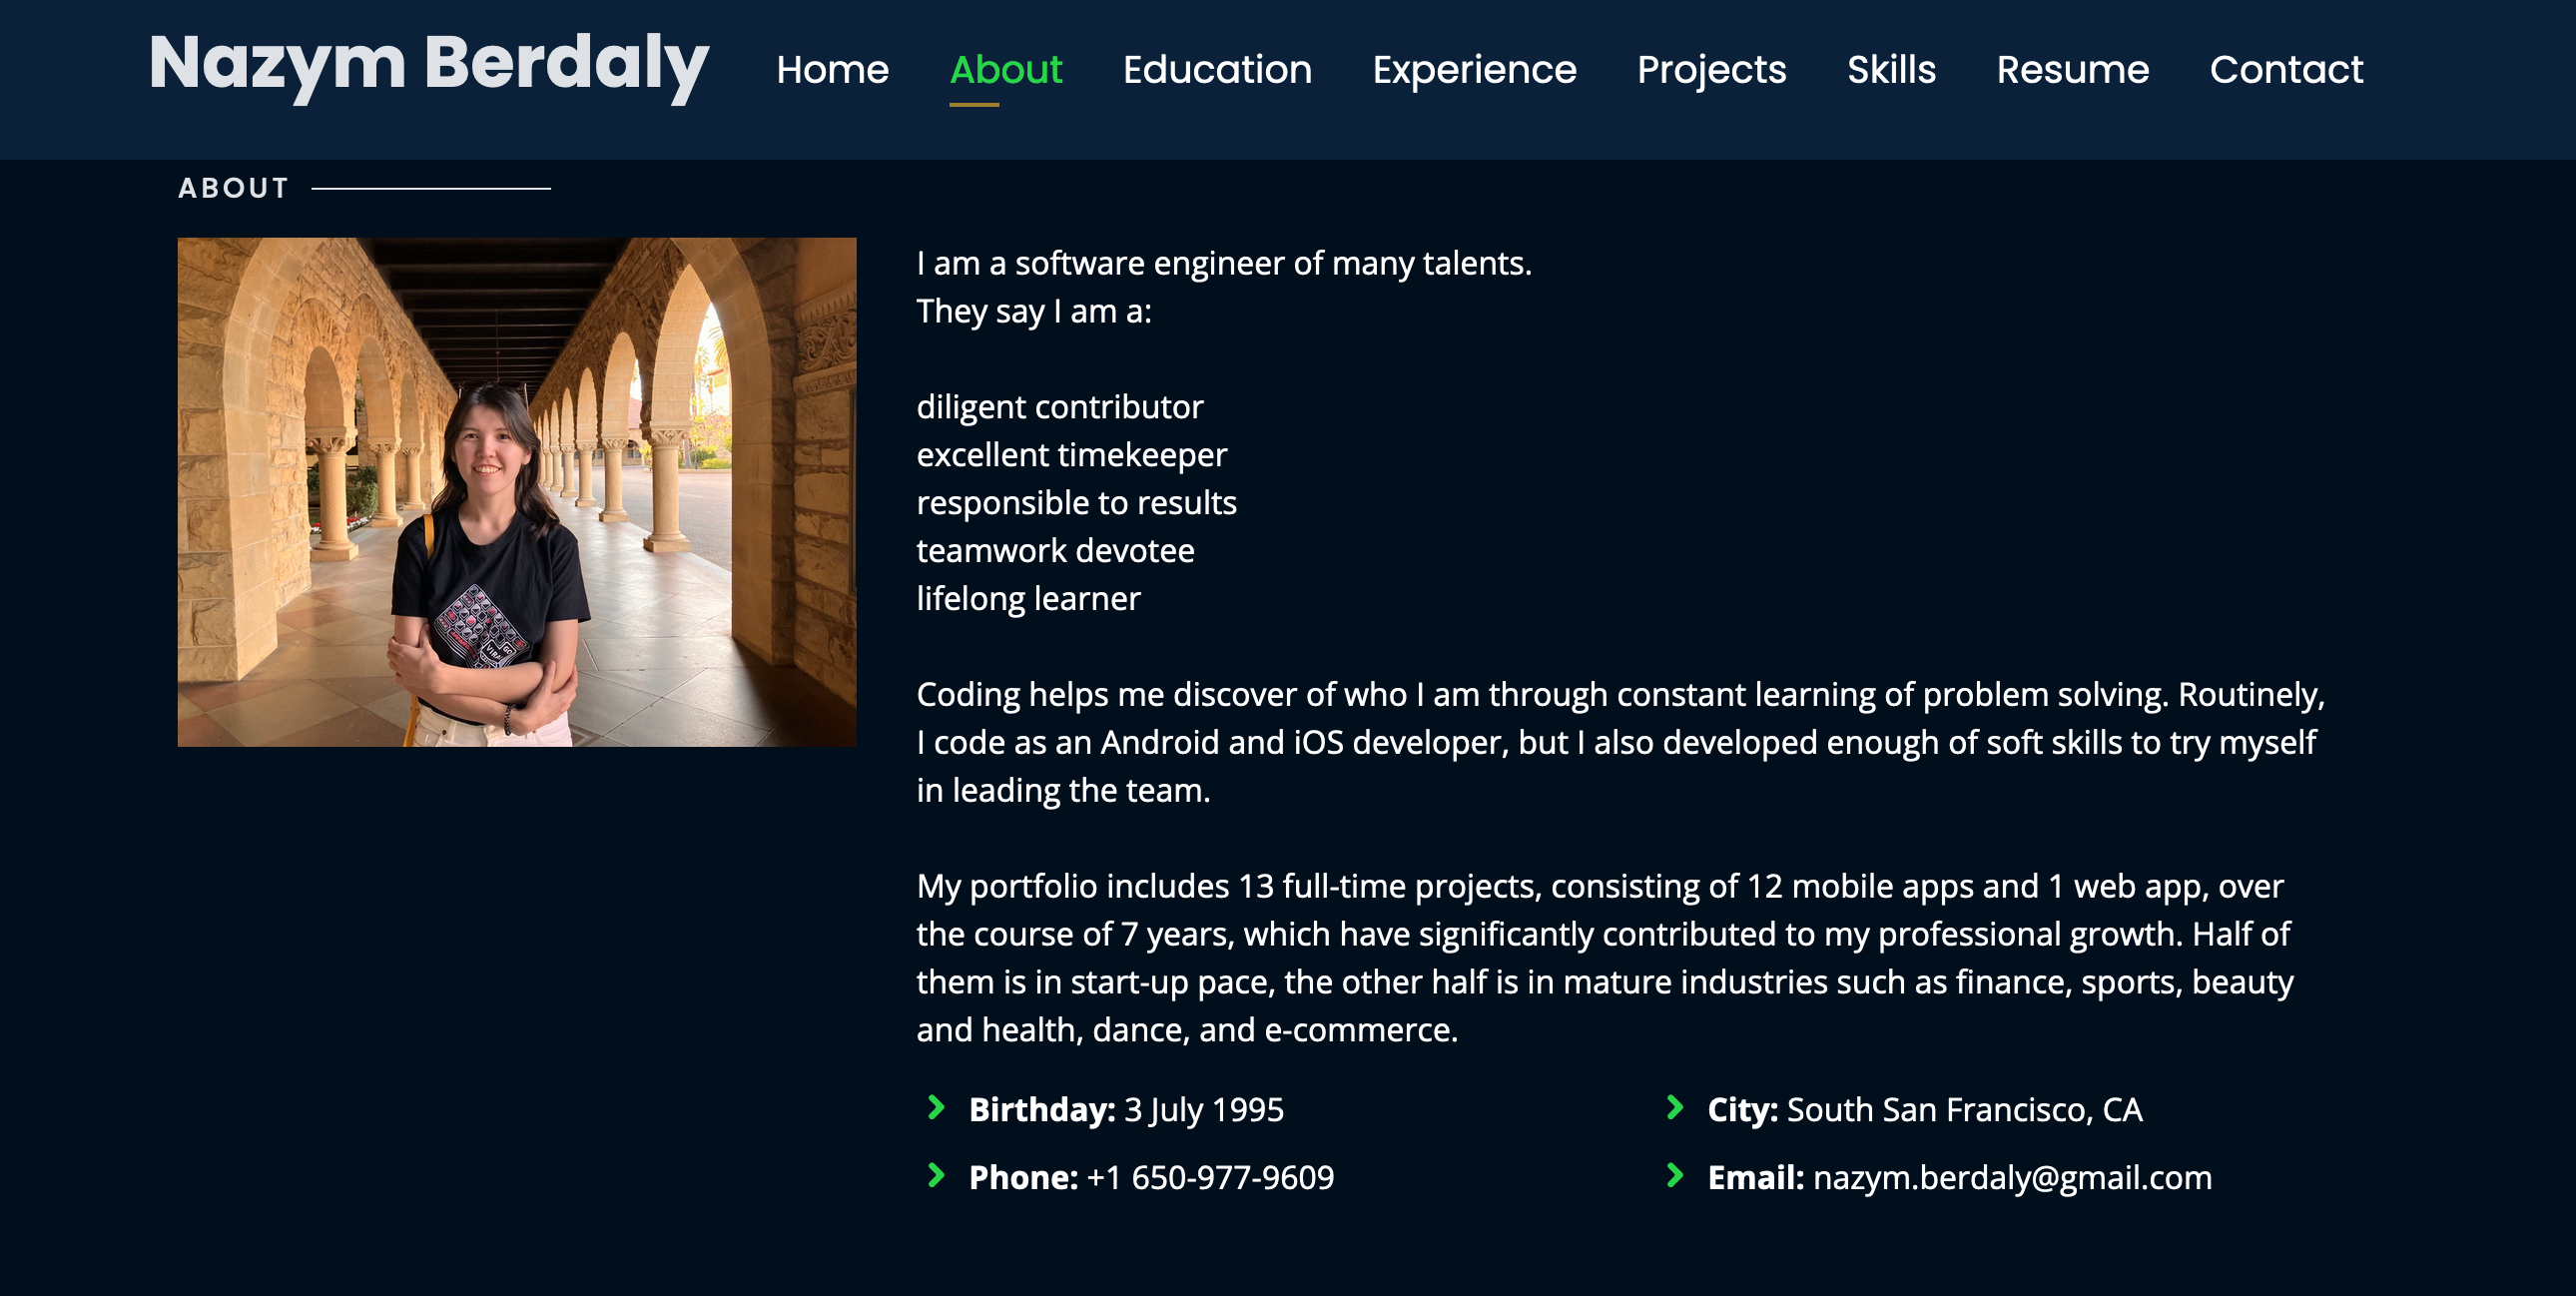 Nazym Berdaly
Home About Education Experience Projects Skills Resume Contact
ABOUT
I am a software engineer of many talents.
They say I am a:
diligent contributor
excellent timekeeper
responsible to results
teamwork devotee
lifelong learner
Coding helps me discover of who I am through constant learning of problem solving. Routinely,
I code as an Android and iOS developer, but I also developed enough of soft skills to try myself
in leading the team.
My portfolio includes 13 full-time projects, consisting of 12 mobile apps and 1 web app, over
the course of 7 years, which have significantly contributed to my professional growth. Half of
them is in start-up pace, the other half is in mature industries such as finance, sports, beauty
and health, dance, and e-commerce.
Birthday: 3 July 1995
City: South San Francisco, CA
Phone: +1 650-977-9609
Email: nazym.berdaly@gmail.com